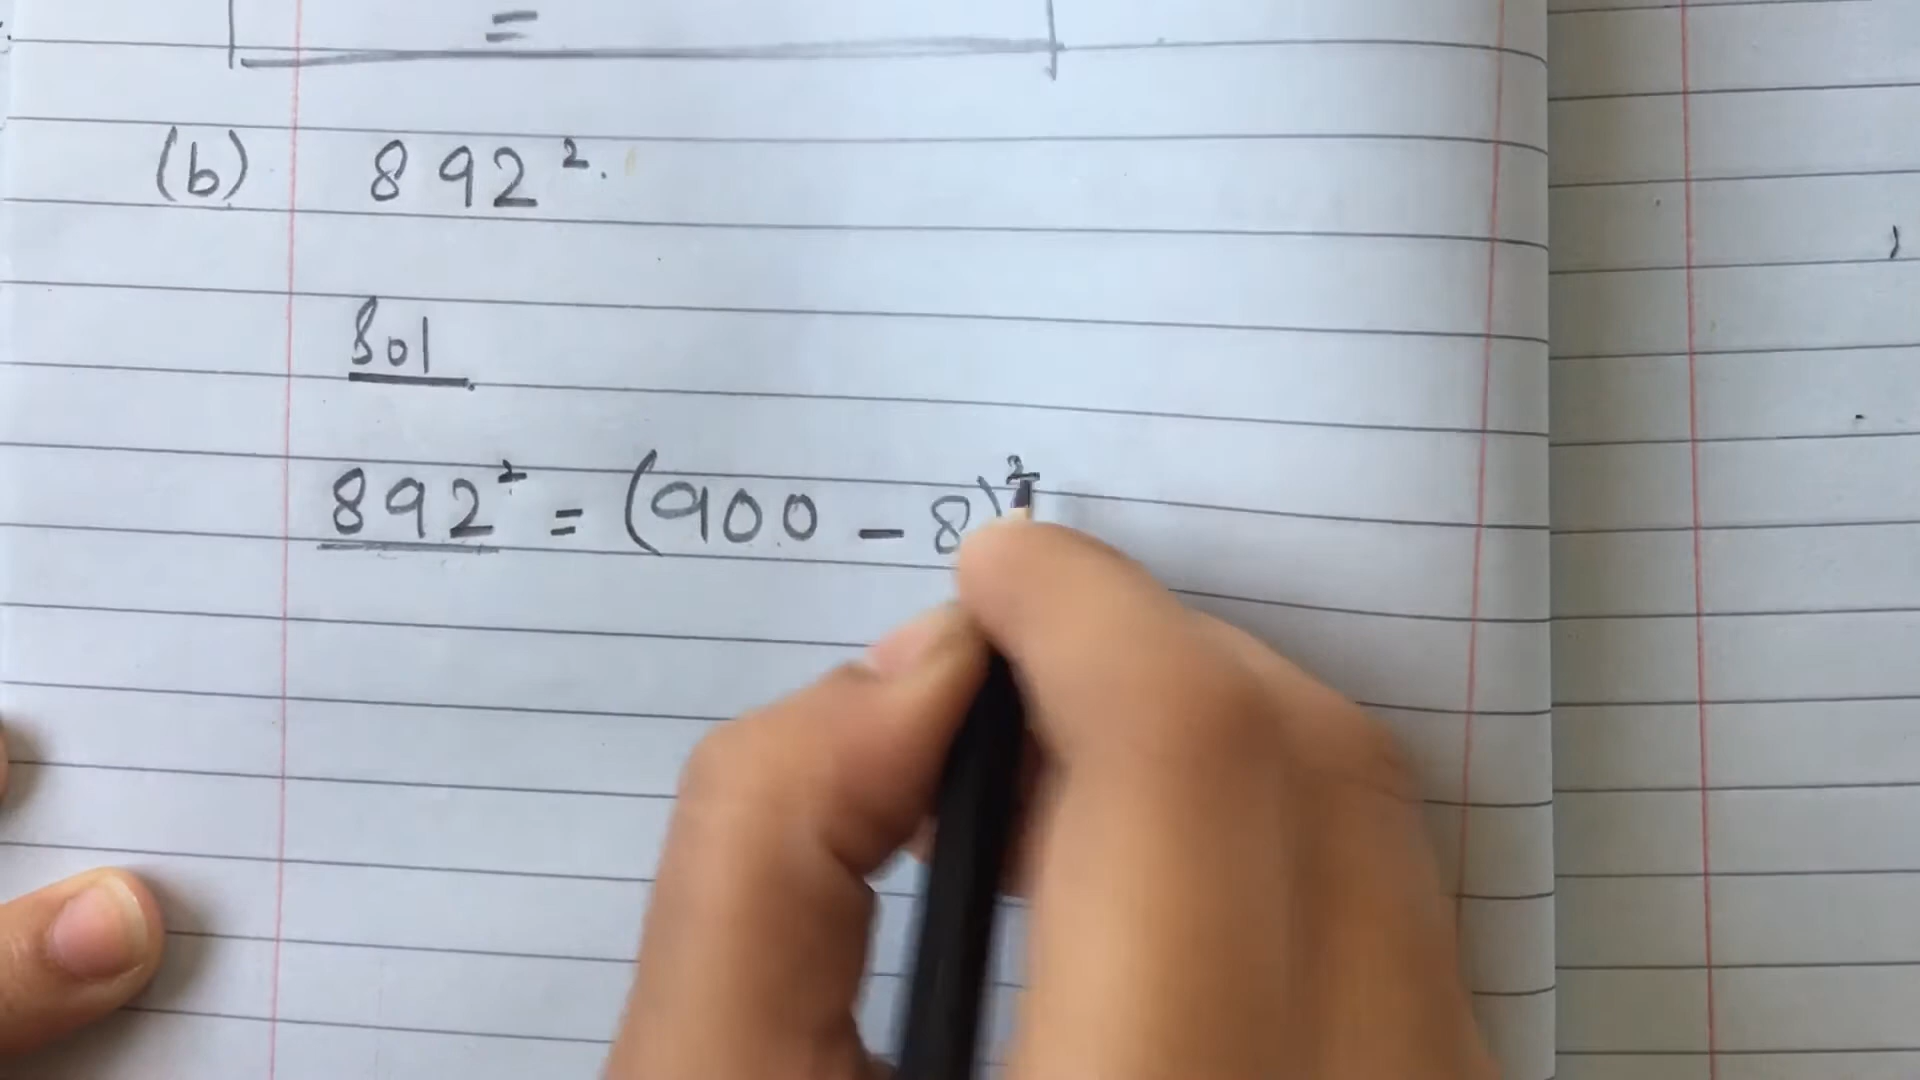 =
(b) 892².
Sol
892² = (900 - 8)²